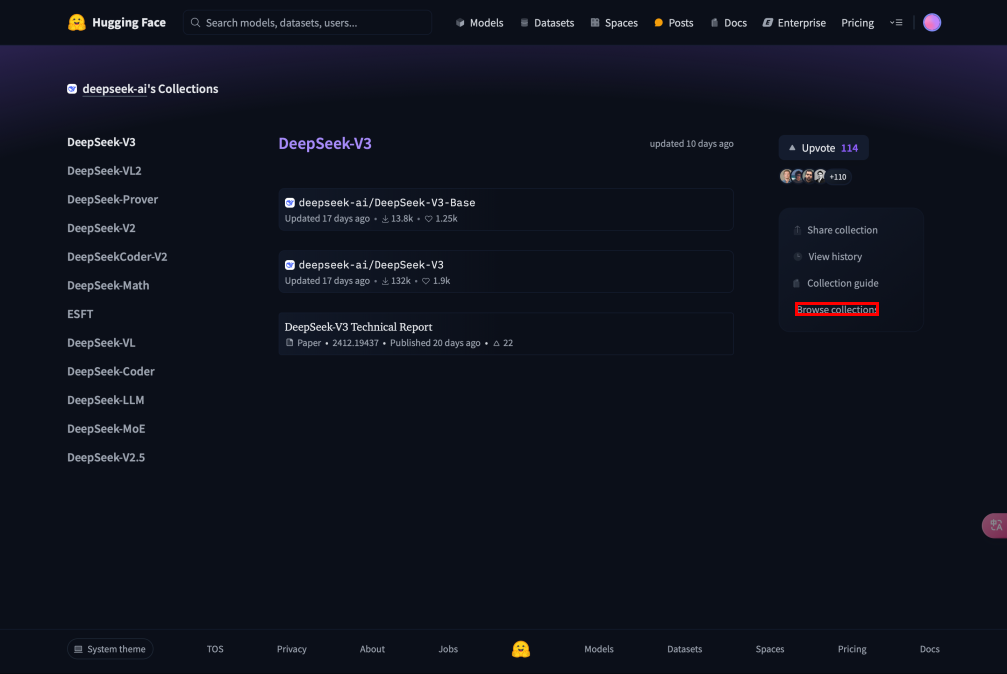 Hugging Face
Search models, datasets, users...
Models
Datasets
Spaces
Posts
Docs
Enterprise
Pricing
deepseek-ai's Collections
DeepSeek-V3
DeepSeek-VL2
DeepSeek-Prover
DeepSeek-V2
DeepSeekCoder-V2
DeepSeek-Math
ESFT
DeepSeek-VL
DeepSeek-Coder
DeepSeek-LLM
DeepSeek-MoE
DeepSeek-V2.5
DeepSeek-V3
updated 10 days ago
deepseek-ai/DeepSeek-V3-Base
Updated 17 days ago • 13.8k • 1.25k
deepseek-ai/DeepSeek-V3
Updated 17 days ago • 132k • 1.9k
DeepSeek-V3 Technical Report
Paper • 2412.19437 • Published 20 days ago • 22
Upvote 114
+110
Share collection
View history
Collection guide
Browse collections
System theme
TOS
Privacy
About
Jobs
Models
Datasets
Spaces
Pricing
Docs